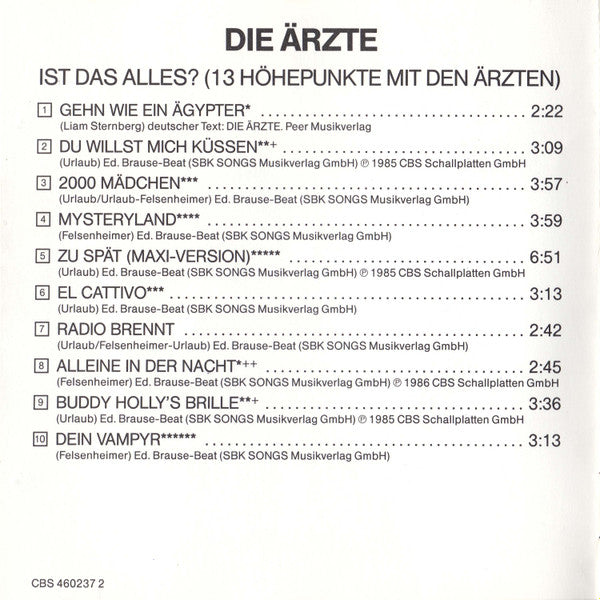 DIE ÄRZTE
IST DAS ALLES? (13 HÖHEPUNKTE MIT DEN ÄRZTEN)
1 GEHN WIE EIN ÄGYPTER* 2:22
(Liam Sternberg) deutscher Text: DIE ÄRZTE. Peer Musikverlag
2 DU WILLST MICH KÜSSEN**+ 3:09
(Urlaub) Ed. Brause-Beat (SBK SONGS Musikverlag GmbH) ℗ 1985 CBS Schallplatten GmbH
3 2000 MÄDCHEN*** 3:57
(Urlaub/Urlaub-Felsenheimer) Ed. Brause-Beat (SBK SONGS Musikverlag GmbH)
4 MYSTERYLAND**** 3:59
(Felsenheimer) Ed. Brause-Beat (SBK SONGS Musikverlag GmbH)
5 ZU SPÄT (MAXI-VERSION)***** 6:51
(Urlaub) Ed. Brause-Beat (SBK SONGS Musikverlag GmbH) ℗ 1985 CBS Schallplatten GmbH
6 EL CATTIVO*** 3:13
(Urlaub) Ed. Brause-Beat (SBK SONGS Musikverlag GmbH)
7 RADIO BRENNT 2:42
(Urlaub/Felsenheimer-Urlaub) Ed. Brause-Beat (SBK SONGS Musikverlag GmbH)
8 ALLEINE IN DER NACHT*++ 2:45
(Felsenheimer) Ed. Brause-Beat (SBK SONGS Musikverlag GmbH) ℗ 1986 CBS Schallplatten GmbH
9 BUDDY HOLLY'S BRILLE**+ 3:36
(Urlaub) Ed. Brause-Beat (SBK SONGS Musikverlag GmbH) ℗ 1985 CBS Schallplatten GmbH
10 DEIN VAMPYR****** 3:13
(Felsenheimer) Ed. Brause-Beat (SBK SONGS Musikverlag GmbH)
CBS 460237 2